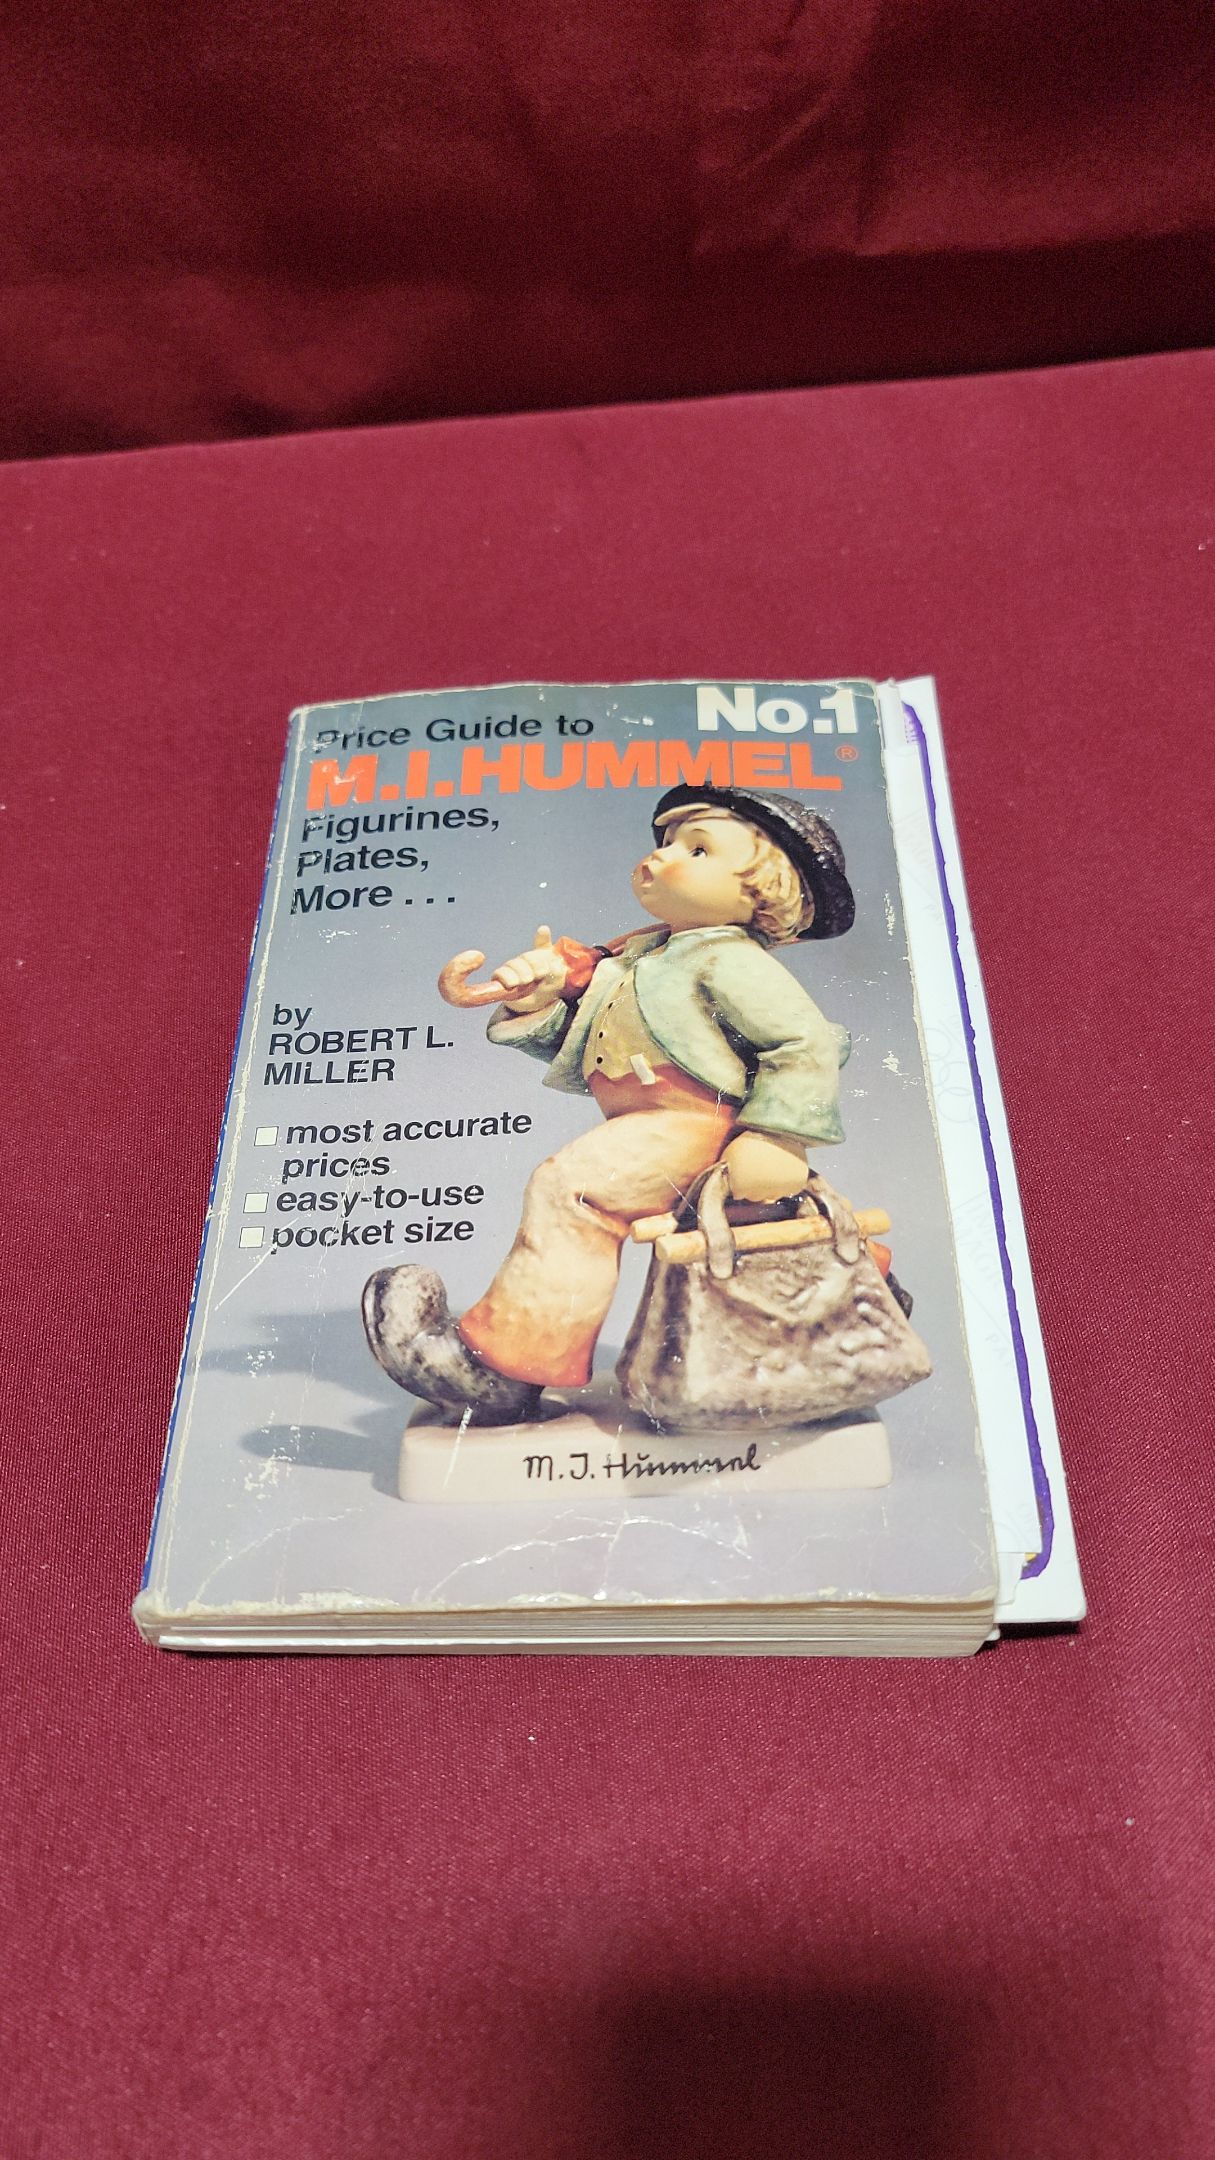 No.1
Price Guide to
M.I.HUMMEL®
Figurines,
Plates,
More . . .
by
ROBERT L.
MILLER
most accurate
prices
easy-to-use
pocket size
M.J. Hummel